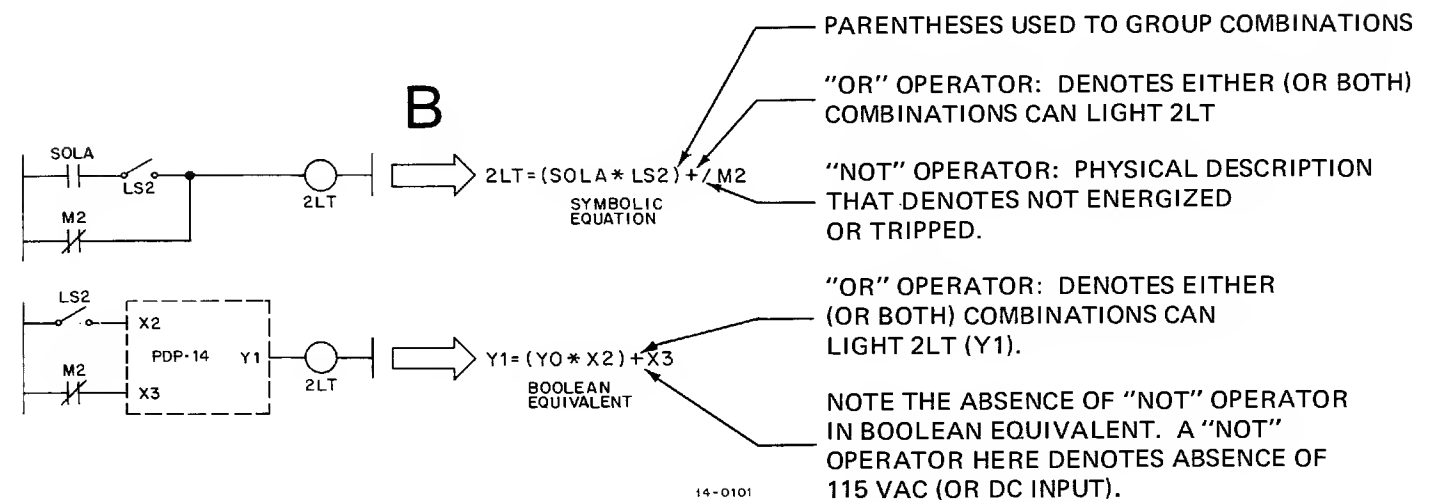 PARENTHESES USED TO GROUP COMBINATIONS
"OR" OPERATOR: DENOTES EITHER (OR BOTH)
COMBINATIONS CAN LIGHT 2LT
B
SOLA
LS2
M2
2LT
2LT=(SOLA*LS2)+/M2
SYMBOLIC
EQUATION
"NOT" OPERATOR: PHYSICAL DESCRIPTION
THAT DENOTES NOT ENERGIZED
OR TRIPPED.
LS2
X2
PDP-14
Y1
M2
X3
2LT
Y1=(Y0*X2)+X3
BOOLEAN
EQUIVALENT
"OR" OPERATOR: DENOTES EITHER
(OR BOTH) COMBINATIONS CAN
LIGHT 2LT (Y1).
NOTE THE ABSENCE OF "NOT" OPERATOR
IN BOOLEAN EQUIVALENT. A "NOT"
OPERATOR HERE DENOTES ABSENCE OF
115 VAC (OR DC INPUT).
14-0101